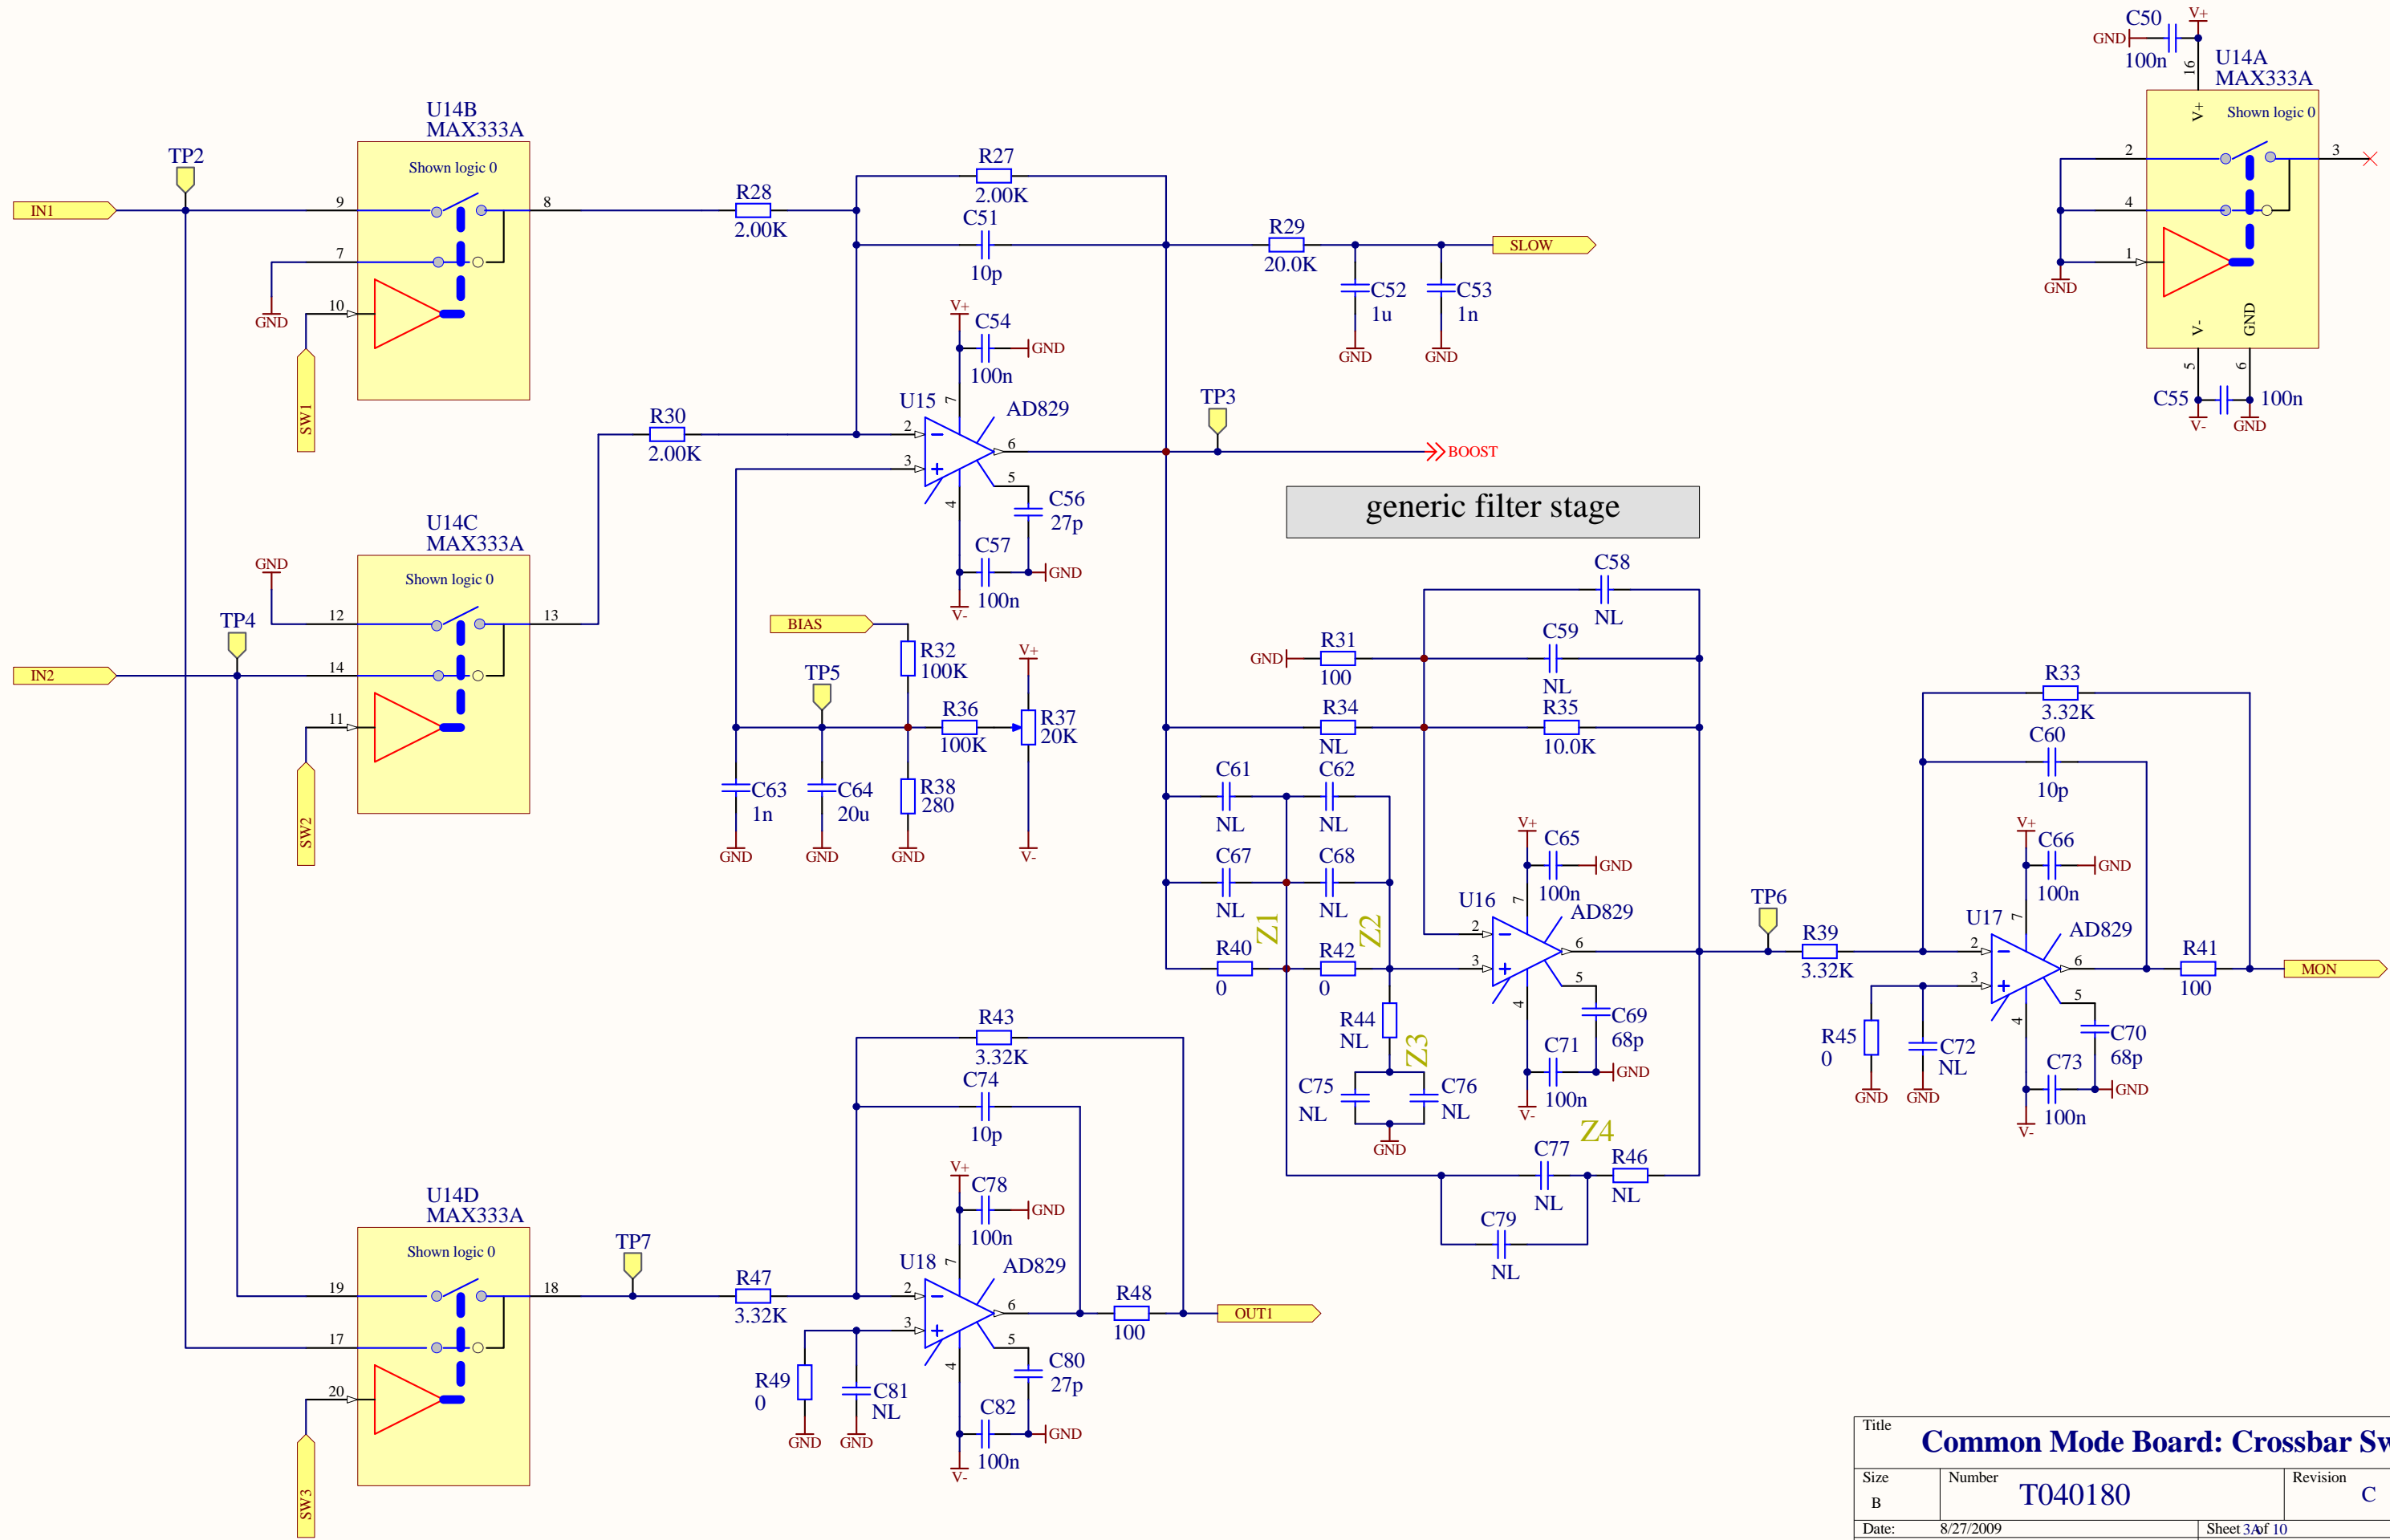 C50
V+
GND
100n
16
U14A
MAX333A
V+
Shown logic 0
2
3
4
1
GND
V-
GND
5
6
C55
100n
V-
GND
U14B
MAX333A
Shown logic 0
TP2
IN1
9
8
7
GND
10
SW1
R28
2.00K
R27
2.00K
C51
10p
R29
20.0K
SLOW
C52
1u
GND
C53
1n
GND
V+
C54
GND
100n
U15
AD829
7
2
3
6
5
4
C56
27p
C57
GND
100n
V-
TP3
BOOST
R30
2.00K
U14C
MAX333A
Shown logic 0
GND
12
13
TP4
IN2
14
11
SW2
BIAS
R32
100K
TP5
R36
100K
V+
R37
20K
V-
C63
1n
GND
C64
20u
GND
R38
280
GND
generic filter stage
C58
NL
GND
R31
100
C59
NL
R34
NL
R35
10.0K
C61
NL
C62
NL
C67
NL
C68
NL
Z1
Z2
R40
0
R42
0
V+
C65
GND
100n
U16
AD829
7
2
3
6
5
4
C69
68p
C71
GND
100n
V-
R44
NL
Z3
C75
NL
C76
NL
GND
Z4
C77
NL
R46
NL
C79
NL
TP6
R39
3.32K
R33
3.32K
C60
10p
V+
C66
GND
100n
U17
AD829
7
2
3
6
5
4
R41
100
MON
C70
68p
R45
0
GND
C72
NL
GND
C73
GND
100n
V-
R43
3.32K
C74
10p
V+
C78
GND
100n
U14D
MAX333A
Shown logic 0
19
18
17
20
SW3
TP7
R47
3.32K
U18
AD829
7
2
3
6
5
4
R48
100
OUT1
R49
0
GND
C81
NL
GND
C80
27p
C82
GND
100n
V-
Title
Common Mode Board: Crossbar Sw
Size
B
Number
T040180
Revision
C
Date:
8/27/2009
Sheet 3A of 10